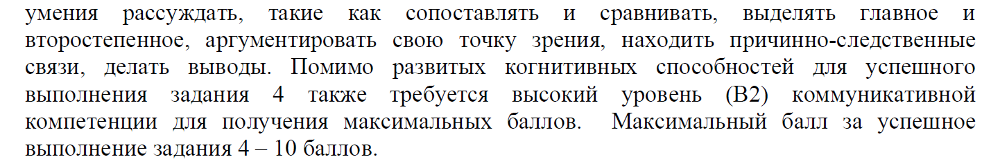 умения рассуждать, такие как сопоставлять и сравнивать, выделять главное и
второстепенное, аргументировать свою точку зрения, находить причинно-следственные
связи, делать выводы. Помимо развитых когнитивных способностей для успешного
выполнения задания 4 также требуется высокий уровень (В2) коммуникативной
компетенции для получения максимальных баллов.  Максимальный балл за успешное
выполнение задания 4 – 10 баллов.